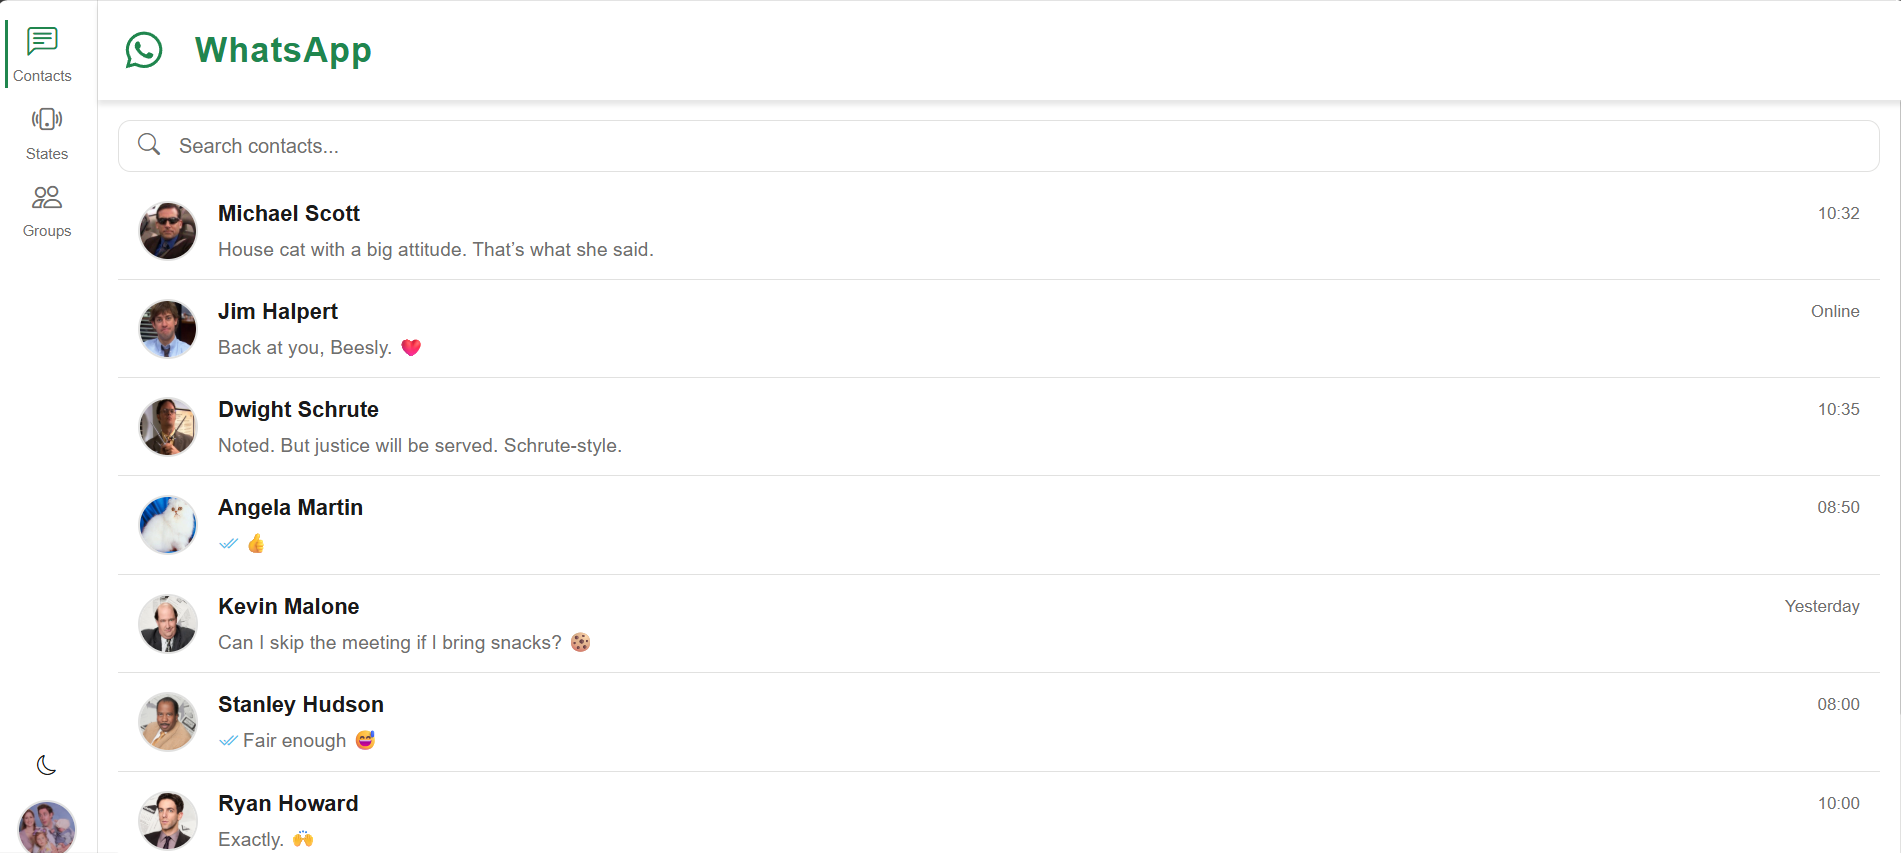 Contacts
States
Groups
WhatsApp
Search contacts...
Michael Scott
10:32
House cat with a big attitude. That’s what she said.
Jim Halpert
Online
Back at you, Beesly. ❤️
Dwight Schrute
10:35
Noted. But justice will be served. Schrute-style.
Angela Martin
08:50
👍
Kevin Malone
Yesterday
Can I skip the meeting if I bring snacks? 🍪
Stanley Hudson
08:00
Fair enough 😅
Ryan Howard
10:00
Exactly. 🙌